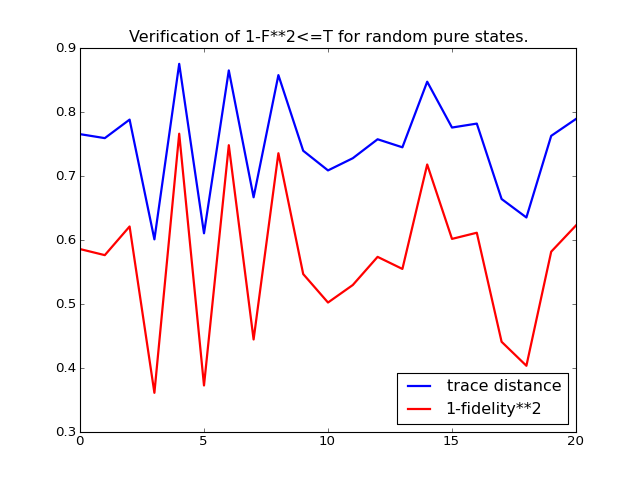 Verification of 1-F**2<=T for random pure states.
0.9
0.8
0.7
0.6
0.5
0.4
0.3
trace distance
1-fidelity**2
0 5 10 15 20